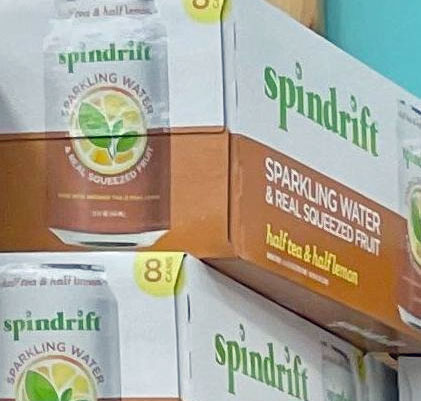 half tea & half lemon
8
spindrift
SPARKLING WATER
& REAL SQUEEZED FRUIT
spindrift
SPARKLING WATER
& REAL SQUEEZED FRUIT
half tea & half lemon
8 CANS
half tea & half lemon
spindrift
SPARKLING WATER
spindrift